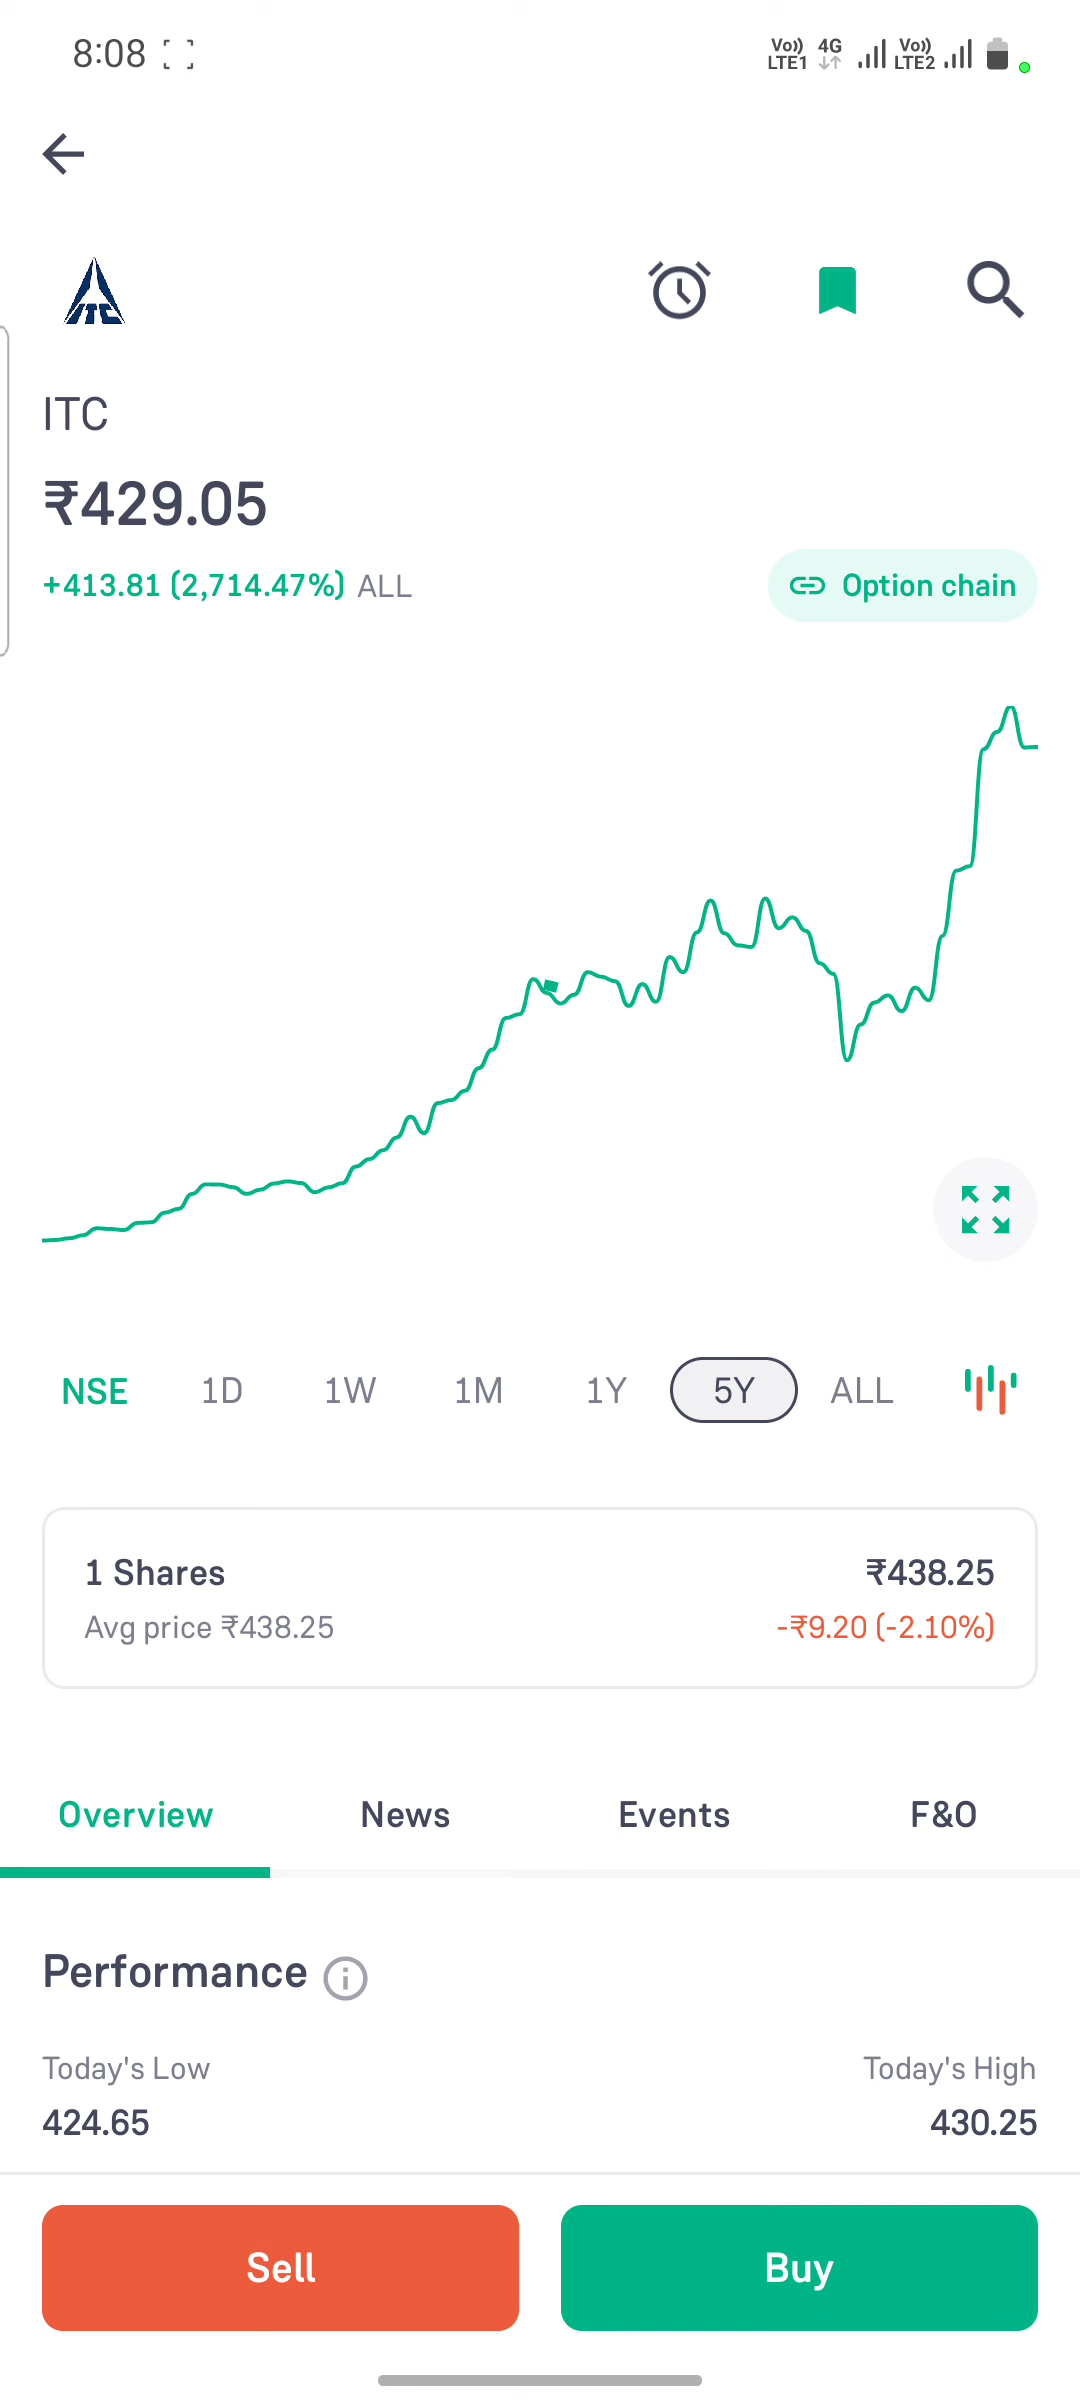 8:08
Vo)) LTE1 4G Vo)) LTE2
ITC
ITC
₹429.05
+413.81 (2,714.47%) ALL
Option chain
NSE 1D 1W 1M 1Y 5Y ALL
1 Shares ₹438.25
Avg price ₹438.25 -₹9.20 (-2.10%)
Overview News Events F&O
Performance
Today's Low Today's High
424.65 430.25
Sell Buy